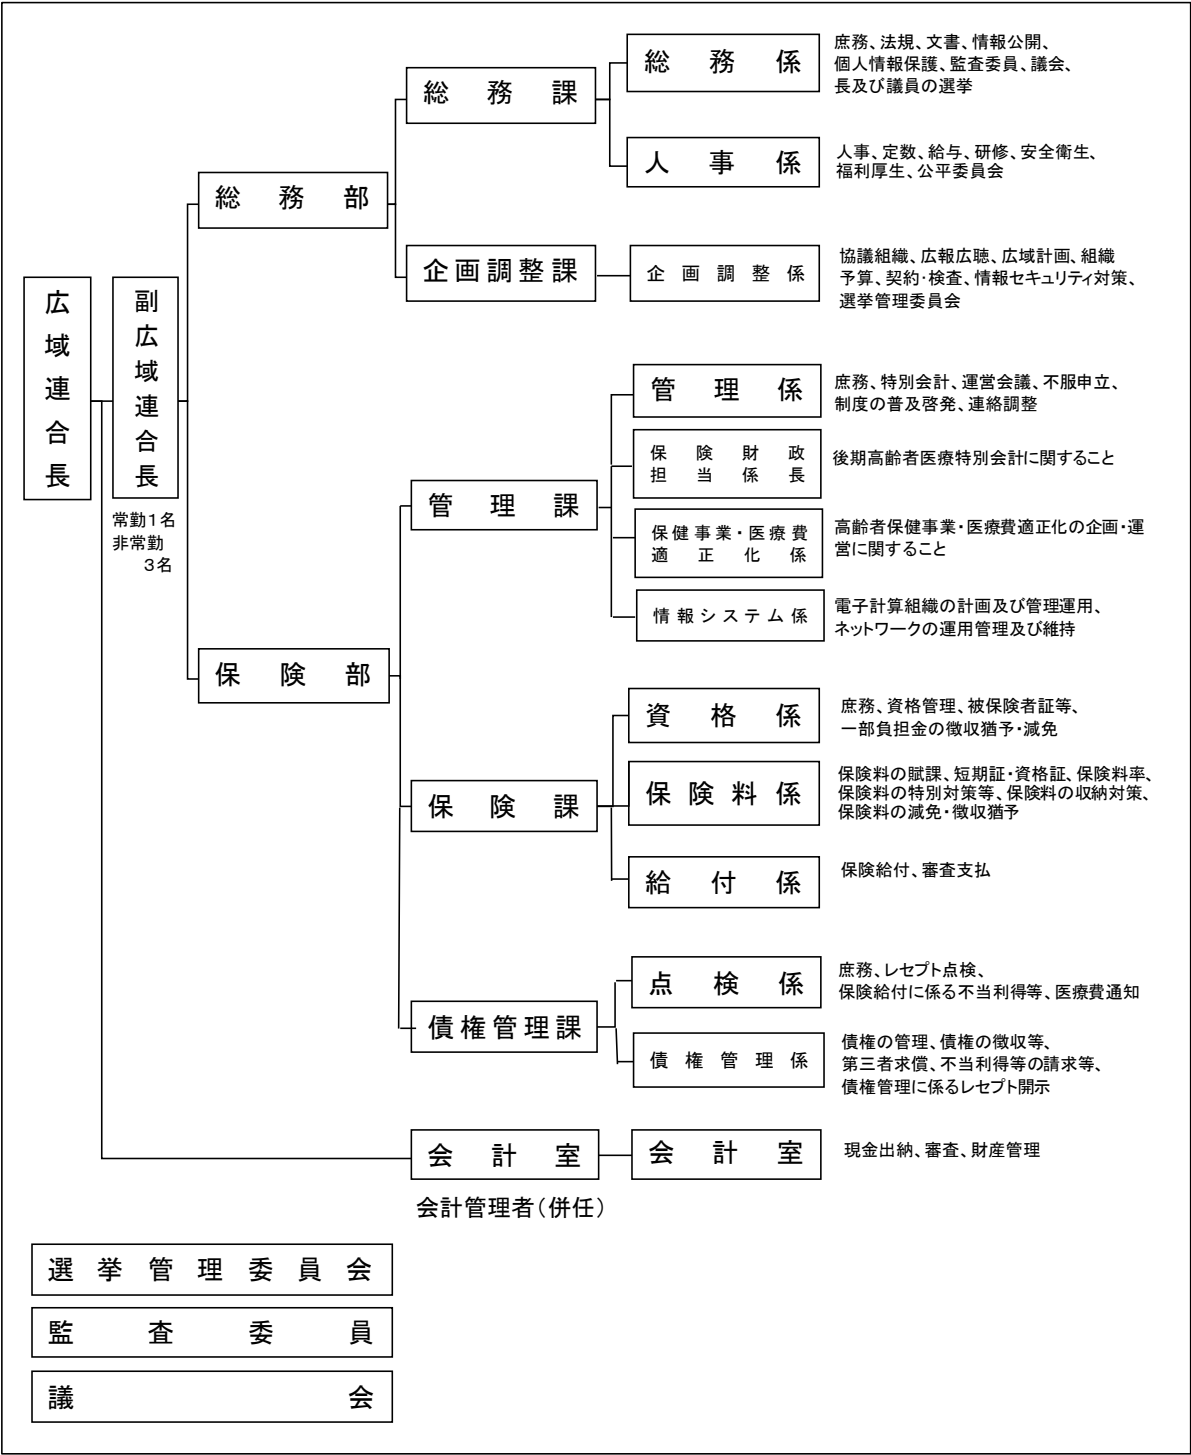 広域連合長
副広域連合長
常勤１名
非常勤
３名
総務部
総務課
総務係
庶務、法規、文書、情報公開、
個人情報保護、監査委員、議会、
長及び議員の選挙
人事係
人事、定数、給与、研修、安全衛生、
福利厚生、公平委員会
企画調整課
企画調整係
協議組織、広報広聴、広域計画、組織
予算、契約・検査、情報セキュリティ対策、
選挙管理委員会
保険部
管理課
管理係
庶務、特別会計、運営会議、不服申立、
制度の普及啓発、連絡調整
保険財政
担当係長
後期高齢者医療特別会計に関すること
保健事業・医療費
適正化係
高齢者保健事業・医療費適正化の企画・運
営に関すること
情報システム係
電子計算組織の計画及び管理運用、
ネットワークの運用管理及び維持
保険課
資格係
庶務、資格管理、被保険者証等、
一部負担金の徴収猶予・減免
保険料係
保険料の賦課、短期証・資格証、保険料率、
保険料の特別対策等、保険料の収納対策、
保険料の減免・徴収猶予
給付係
保険給付、審査支払
債権管理課
点検係
庶務、レセプト点検、
保険給付に係る不当利得等、医療費通知
債権管理係
債権の管理、債権の徴収等、
第三者求償、不当利得等の請求等、
債権管理に係るレセプト開示
会計室
会計管理者（併任）
会計室
現金出納、審査、財産管理
選挙管理委員会
監査委員
議会